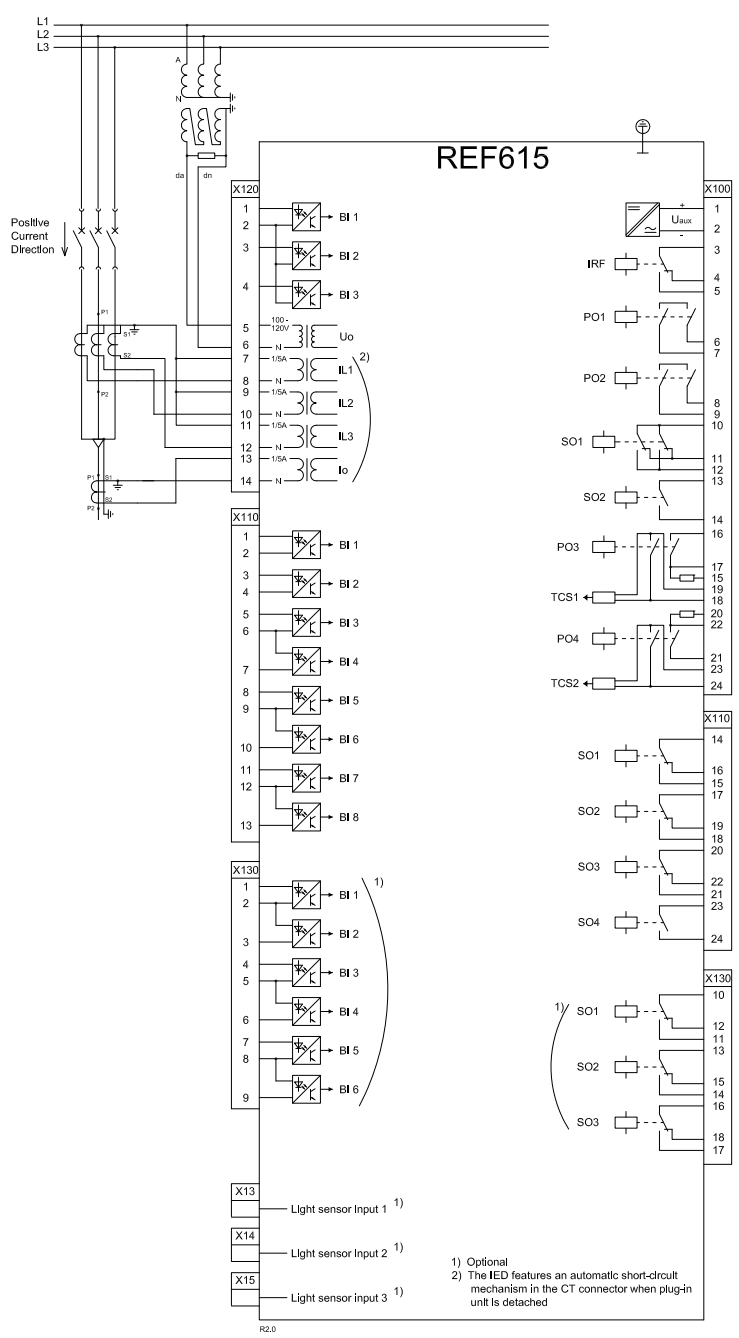 L1
L2
L3
A
N
da dn
REF615
Positive
Current
Direction
P1
S1
S2
P2
P1 S1
S2
P2
X120
1
2
BI 1
3
BI 2
4
BI 3
5
100 -
120V
6
N
Uo
7
1/5A
2)
8
N
IL1
9
1/5A
10
N
IL2
11
1/5A
12
N
IL3
13
1/5A
14
N
Io
X110
1
2
BI 1
3
4
BI 2
5
6
BI 3
7
BI 4
8
9
BI 5
10
BI 6
11
12
BI 7
13
BI 8
X130
1)
1
2
BI 1
3
BI 2
4
5
BI 3
6
BI 4
7
8
BI 5
9
BI 6
X13
Light sensor input 1 1)
X14
Light sensor input 2 1)
X15
Light sensor input 3 1)
X100
+
Uaux
-
1
2
IRF
3
4
5
PO1
6
7
PO2
8
9
SO1
10
11
12
SO2
13
14
PO3
16
17
15
19
TCS1
18
20
22
PO4
21
23
TCS2
24
X110
SO1
14
16
15
SO2
17
19
18
SO3
20
22
21
SO4
23
24
X130
1)
SO1
10
12
11
SO2
13
15
14
SO3
16
18
17
1) Optional
2) The IED features an automatic short-circuit
mechanism in the CT connector when plug-in
unit is detached
R2.0